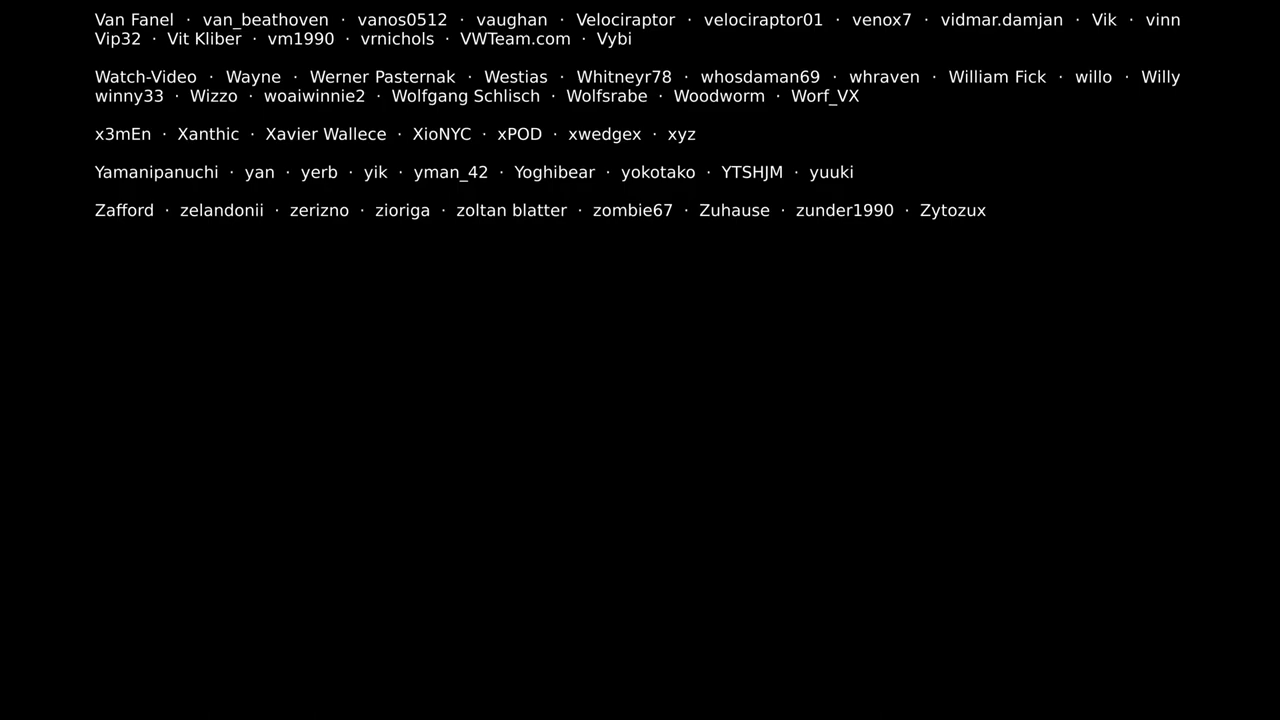 Van Fanel · van_beathoven · vanos0512 · vaughan · Velociraptor · velociraptor01 · venox7 · vidmar.damjan · Vik · vinn
Vip32 · Vit Kliber · vm1990 · vrnichols · VWTeam.com · Vybi
Watch-Video · Wayne · Werner Pasternak · Westias · Whitneyr78 · whosdaman69 · whraven · William Fick · willo · Willy
winny33 · Wizzo · woaiwinnie2 · Wolfgang Schlisch · Wolfsrabe · Woodworm · Worf_VX
x3mEn · Xanthic · Xavier Wallece · XioNYC · xPOD · xwedgex · xyz
Yamanipanuchi · yan · yerb · yik · yman_42 · Yoghibear · yokotako · YTSHJM · yuuki
Zafford · zelandonii · zerizno · zioriga · zoltan blatter · zombie67 · Zuhause · zunder1990 · Zytozux